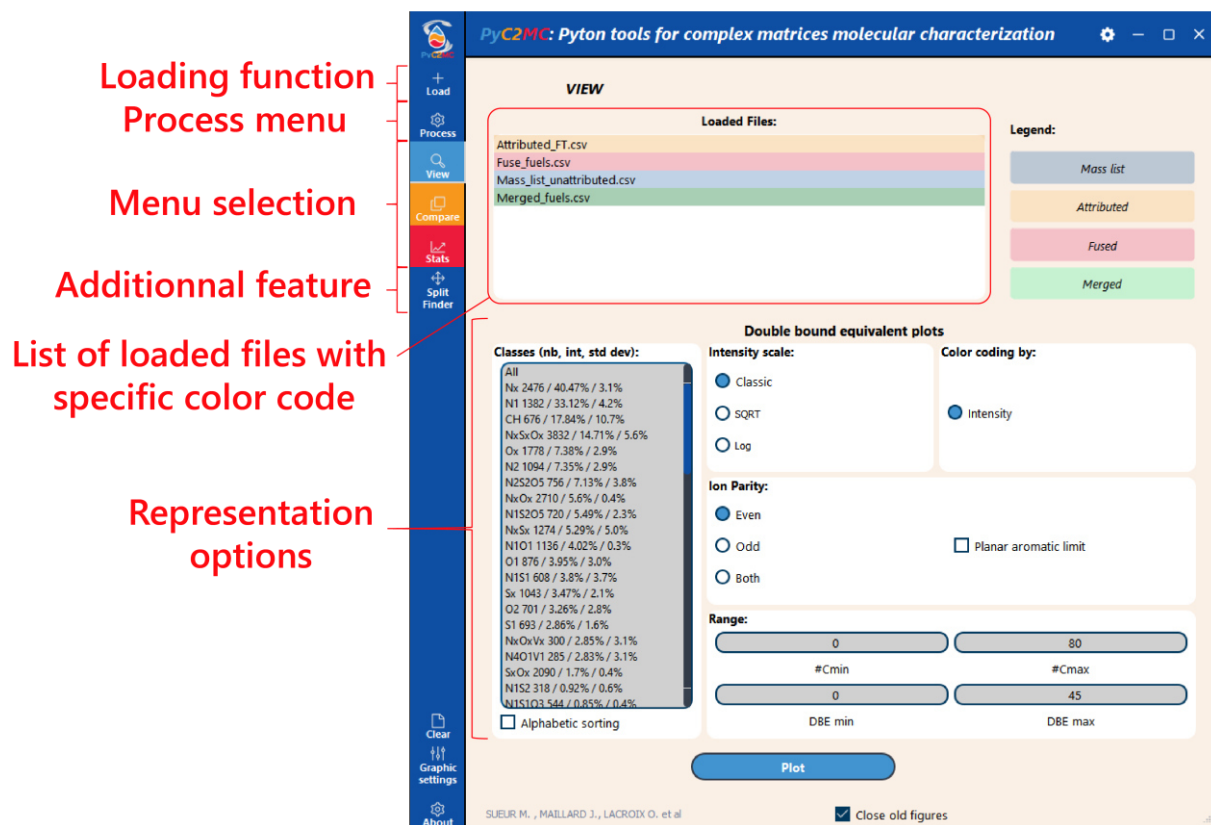 PyC2MC: Pyton tools for complex matrices molecular characterization
PyC2MC
Loading function
Process menu
Menu selection
Additionnal feature
List of loaded files with
specific color code
Representation
options
Load
Process
View
Compare
Stats
Split
Finder
Clear
Graphic
settings
About
VIEW
Loaded Files:
Attributed_FT.csv
Fuse_fuels.csv
Mass_list_unattributed.csv
Merged_fuels.csv
Legend:
Mass list
Attributed
Fused
Merged
Double bound equivalent plots
Classes (nb, int, std dev):
All
Nx 2476 / 40.47% / 3.1%
N1 1382 / 33.12% / 4.2%
CH 676 / 17.84% / 10.7%
NxSxOx 3832 / 14.71% / 5.6%
Ox 1778 / 7.38% / 2.9%
N2 1094 / 7.35% / 2.9%
N2S2O5 756 / 7.13% / 3.8%
NxOx 2710 / 5.6% / 0.4%
N1S2O5 720 / 5.49% / 2.3%
NxSx 1274 / 5.29% / 5.0%
N1O1 1136 / 4.02% / 0.3%
O1 876 / 3.95% / 3.0%
N1S1 608 / 3.8% / 3.7%
Sx 1043 / 3.47% / 2.1%
O2 701 / 3.26% / 2.8%
S1 693 / 2.86% / 1.6%
NxOxVx 300 / 2.85% / 3.1%
N4O1V1 285 / 2.83% / 3.1%
SxOx 2090 / 1.7% / 0.4%
N1S2 318 / 0.92% / 0.6%
N1S1O3 544 / 0.85% / 0.4%
Alphabetic sorting
Intensity scale:
Classic
SQRT
Log
Color coding by:
Intensity
Ion Parity:
Even
Odd
Both
Planar aromatic limit
Range:
0
80
#Cmin
#Cmax
0
45
DBE min
DBE max
Plot
SUEUR M. , MAILLARD J., LACROIX O. et al
Close old figures